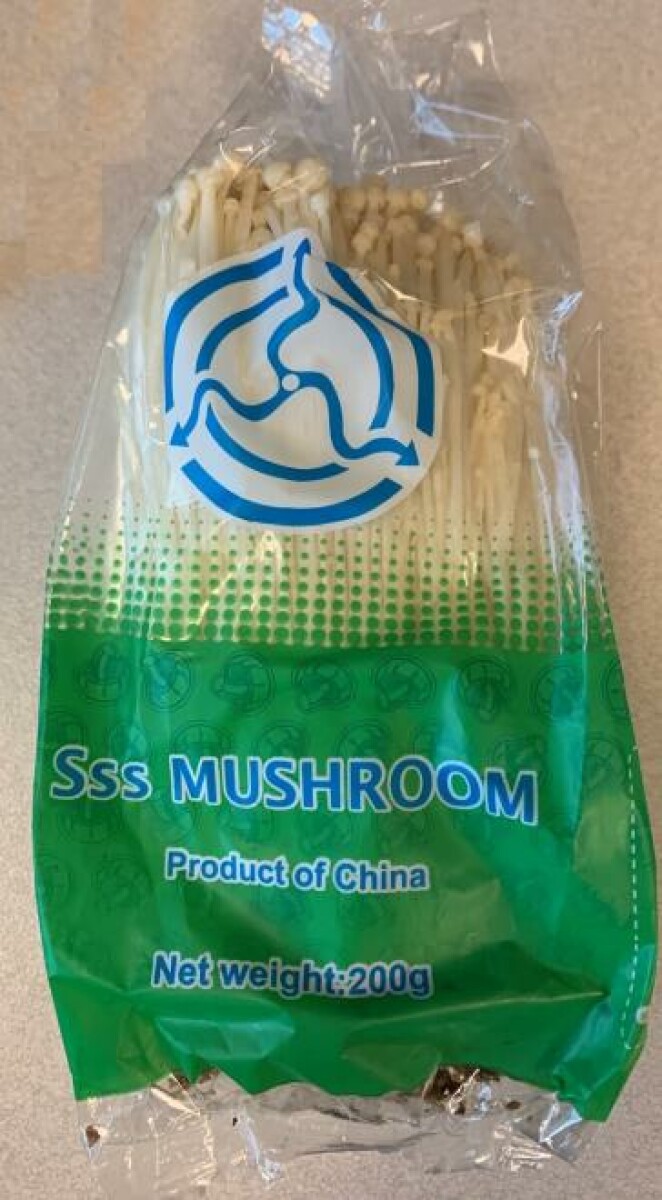 Sss MUSHROOM
Product of China
Net weight:200g